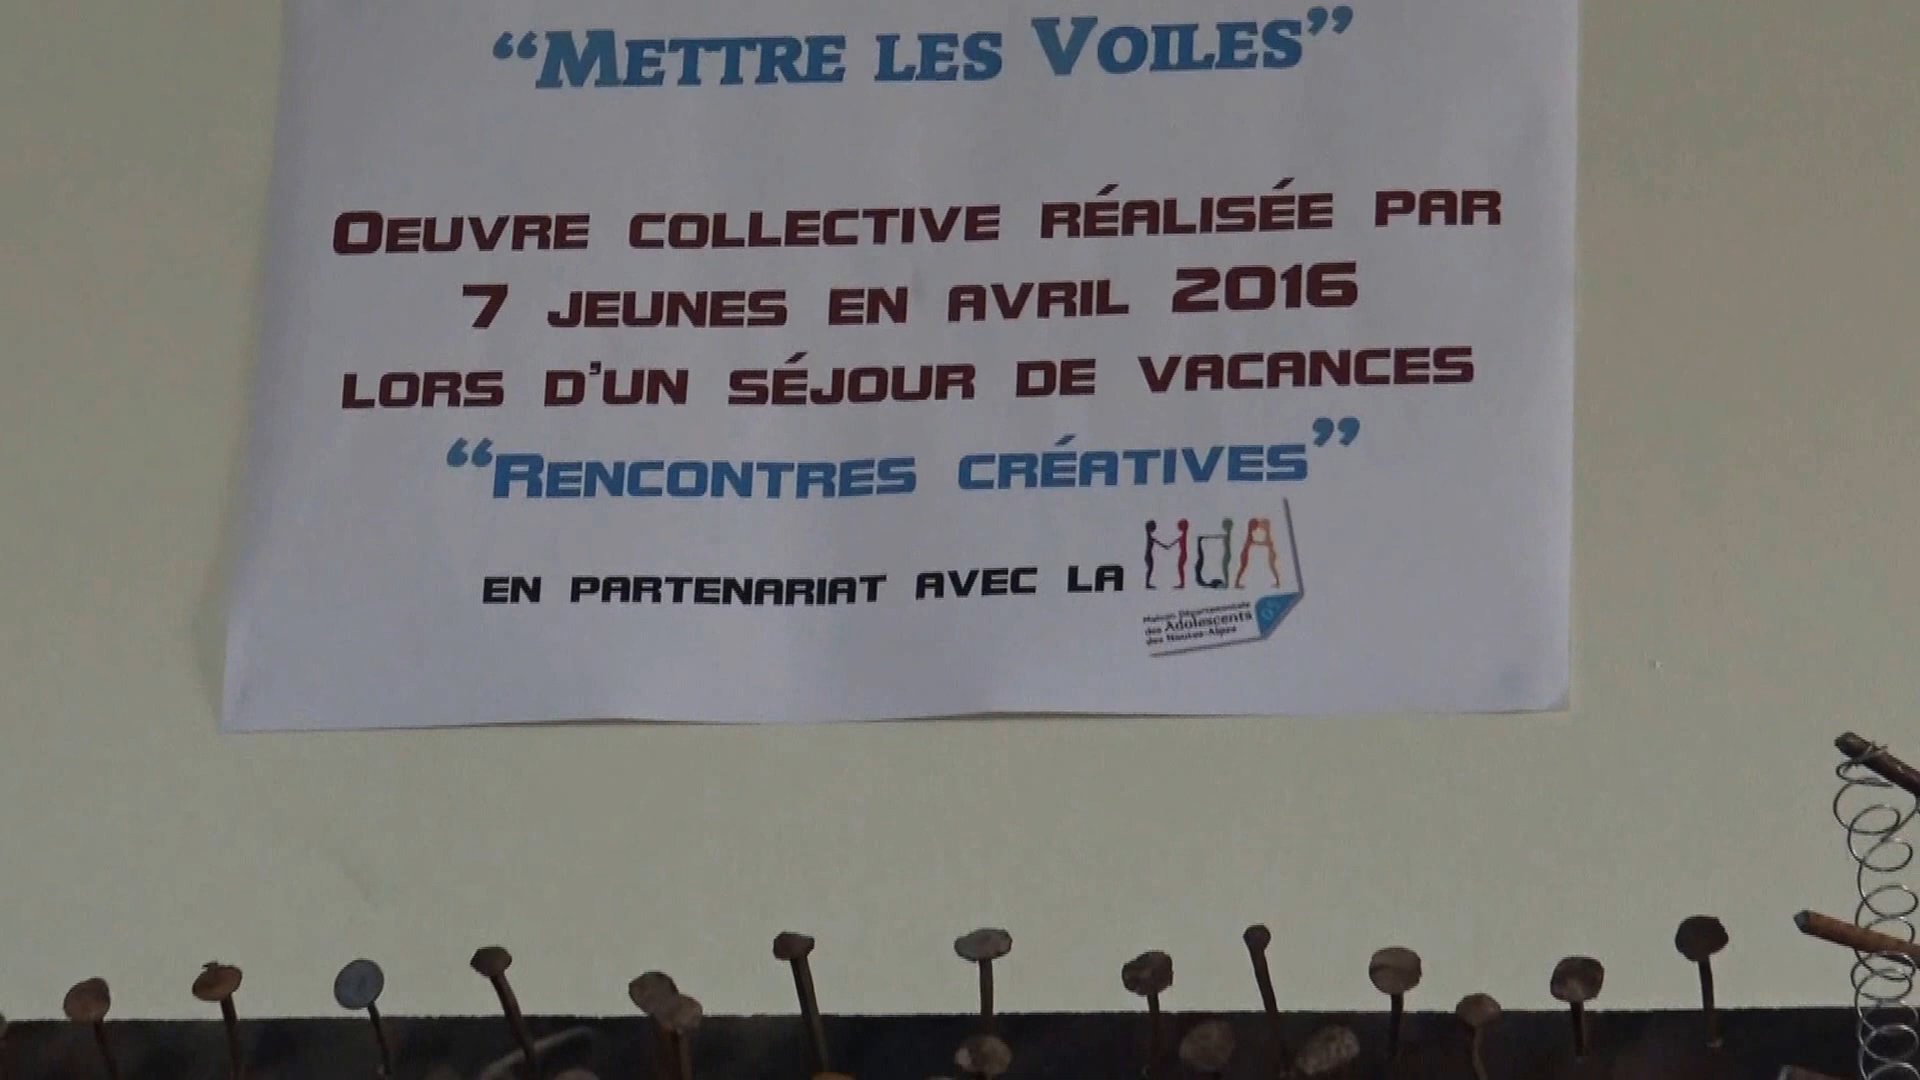 “METTRE LES VOILES”
OEUVRE COLLECTIVE RÉALISÉE PAR
7 JEUNES EN AVRIL 2016
LORS D'UN SÉJOUR DE VACANCES
“RENCONTRES CRÉATIVES”
EN PARTENARIAT AVEC LA MdA
Maison Départementale
des Adolescents
des Hautes-Alpes
05